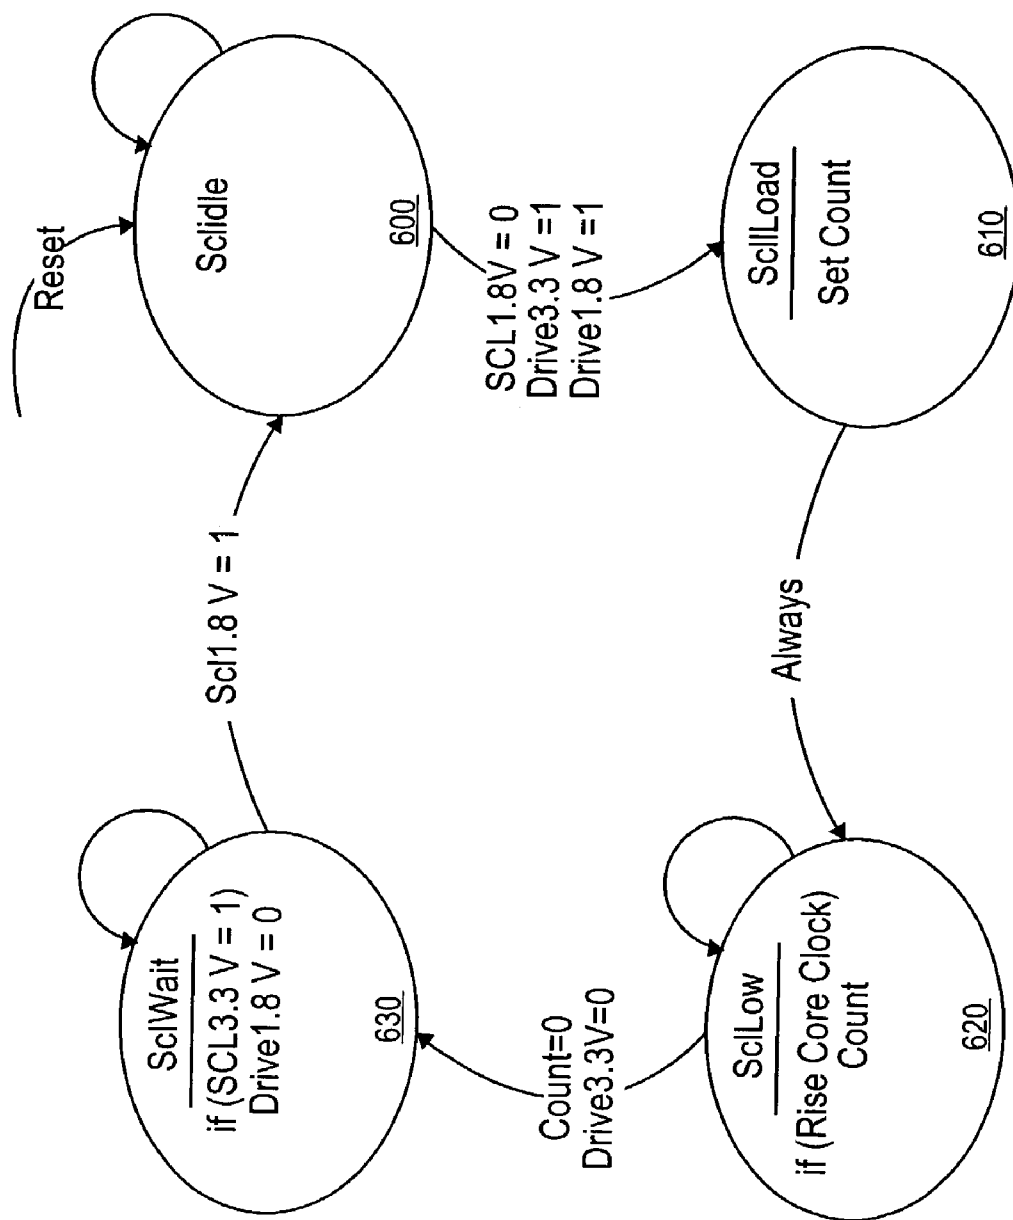 Reset
SclWait
if (SCL3.3 V = 1)
Drive1.8 V = 0
630
Scl1.8 V = 1
Sclidle
600
Count=0
Drive3.3V=0
SCL1.8V = 0
Drive3.3 V =1
Drive1.8 V =1
SclLow
if (Rise Core Clock)
Count
620
Always
ScllLoad
Set Count
610